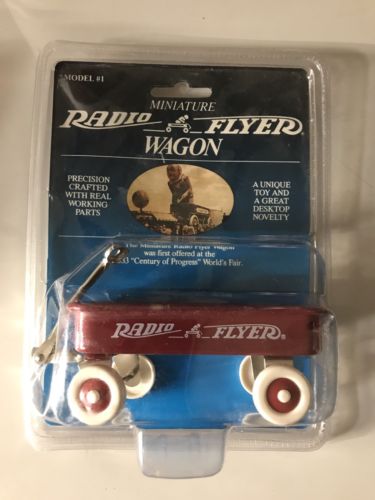 MODEL #1
MINIATURE
RADIO FLYER®
WAGON
PRECISION
CRAFTED
WITH REAL
WORKING
PARTS
A UNIQUE
TOY AND
A GREAT
DESKTOP
NOVELTY
The Miniature Radio Flyer Wagon
was first offered at the
"Century of Progress" World's Fair.
RADIO FLYER®